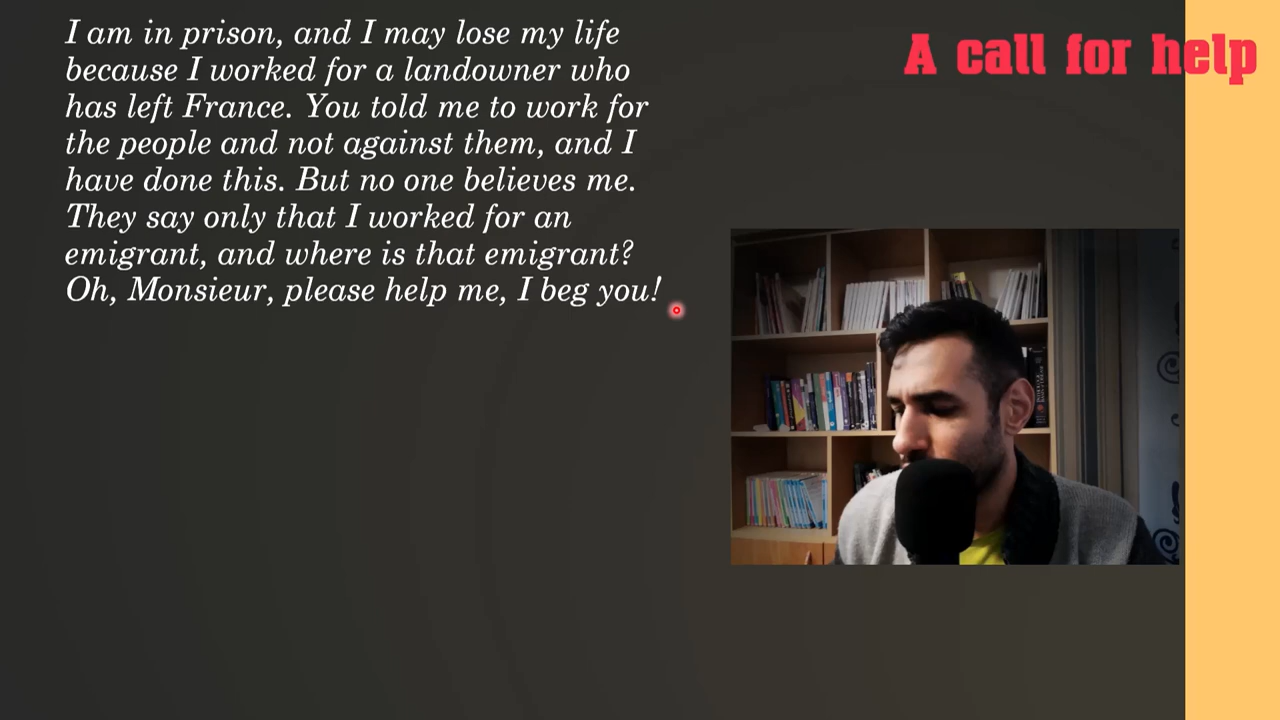 A call for help
I am in prison, and I may lose my life
because I worked for a landowner who
has left France. You told me to work for
the people and not against them, and I
have done this. But no one believes me.
They say only that I worked for an
emigrant, and where is that emigrant?
Oh, Monsieur, please help me, I beg you!